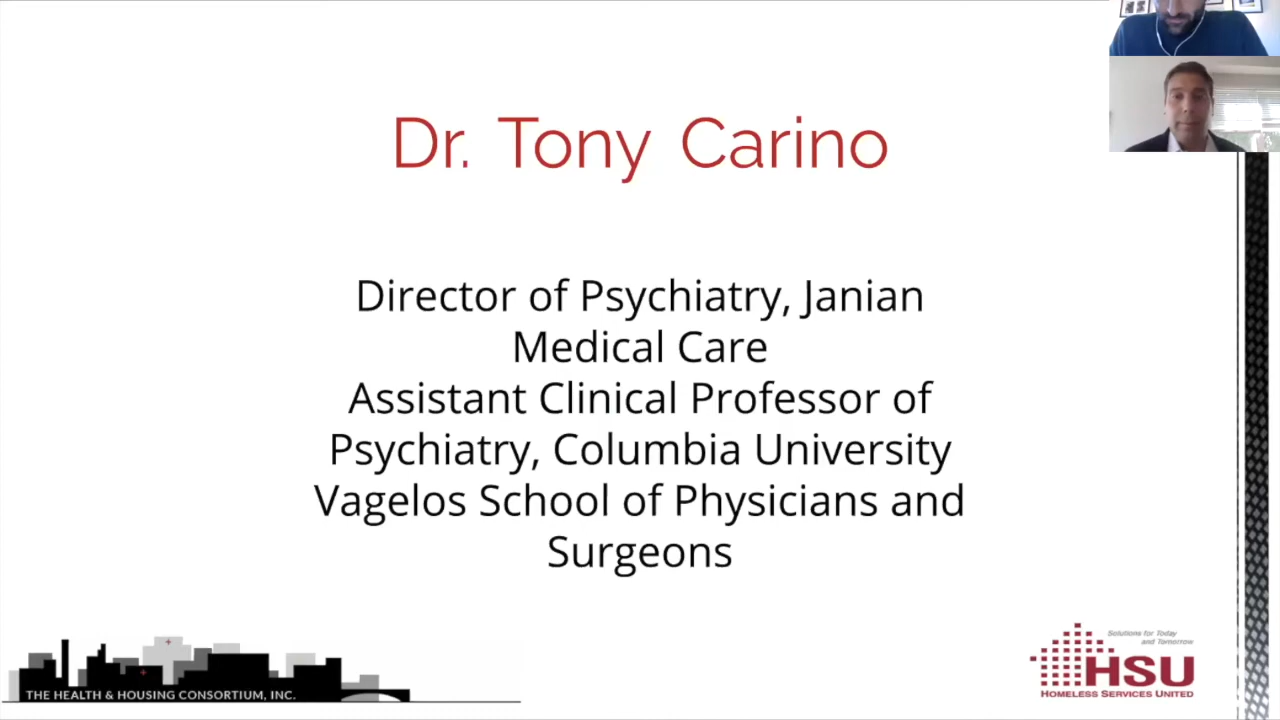 Dr. Tony Carino
Director of Psychiatry, Janian
Medical Care
Assistant Clinical Professor of
Psychiatry, Columbia University
Vagelos School of Physicians and
Surgeons
THE HEALTH & HOUSING CONSORTIUM, INC.
Solutions for Today
and Tomorrow
HSU
HOMELESS SERVICES UNITED